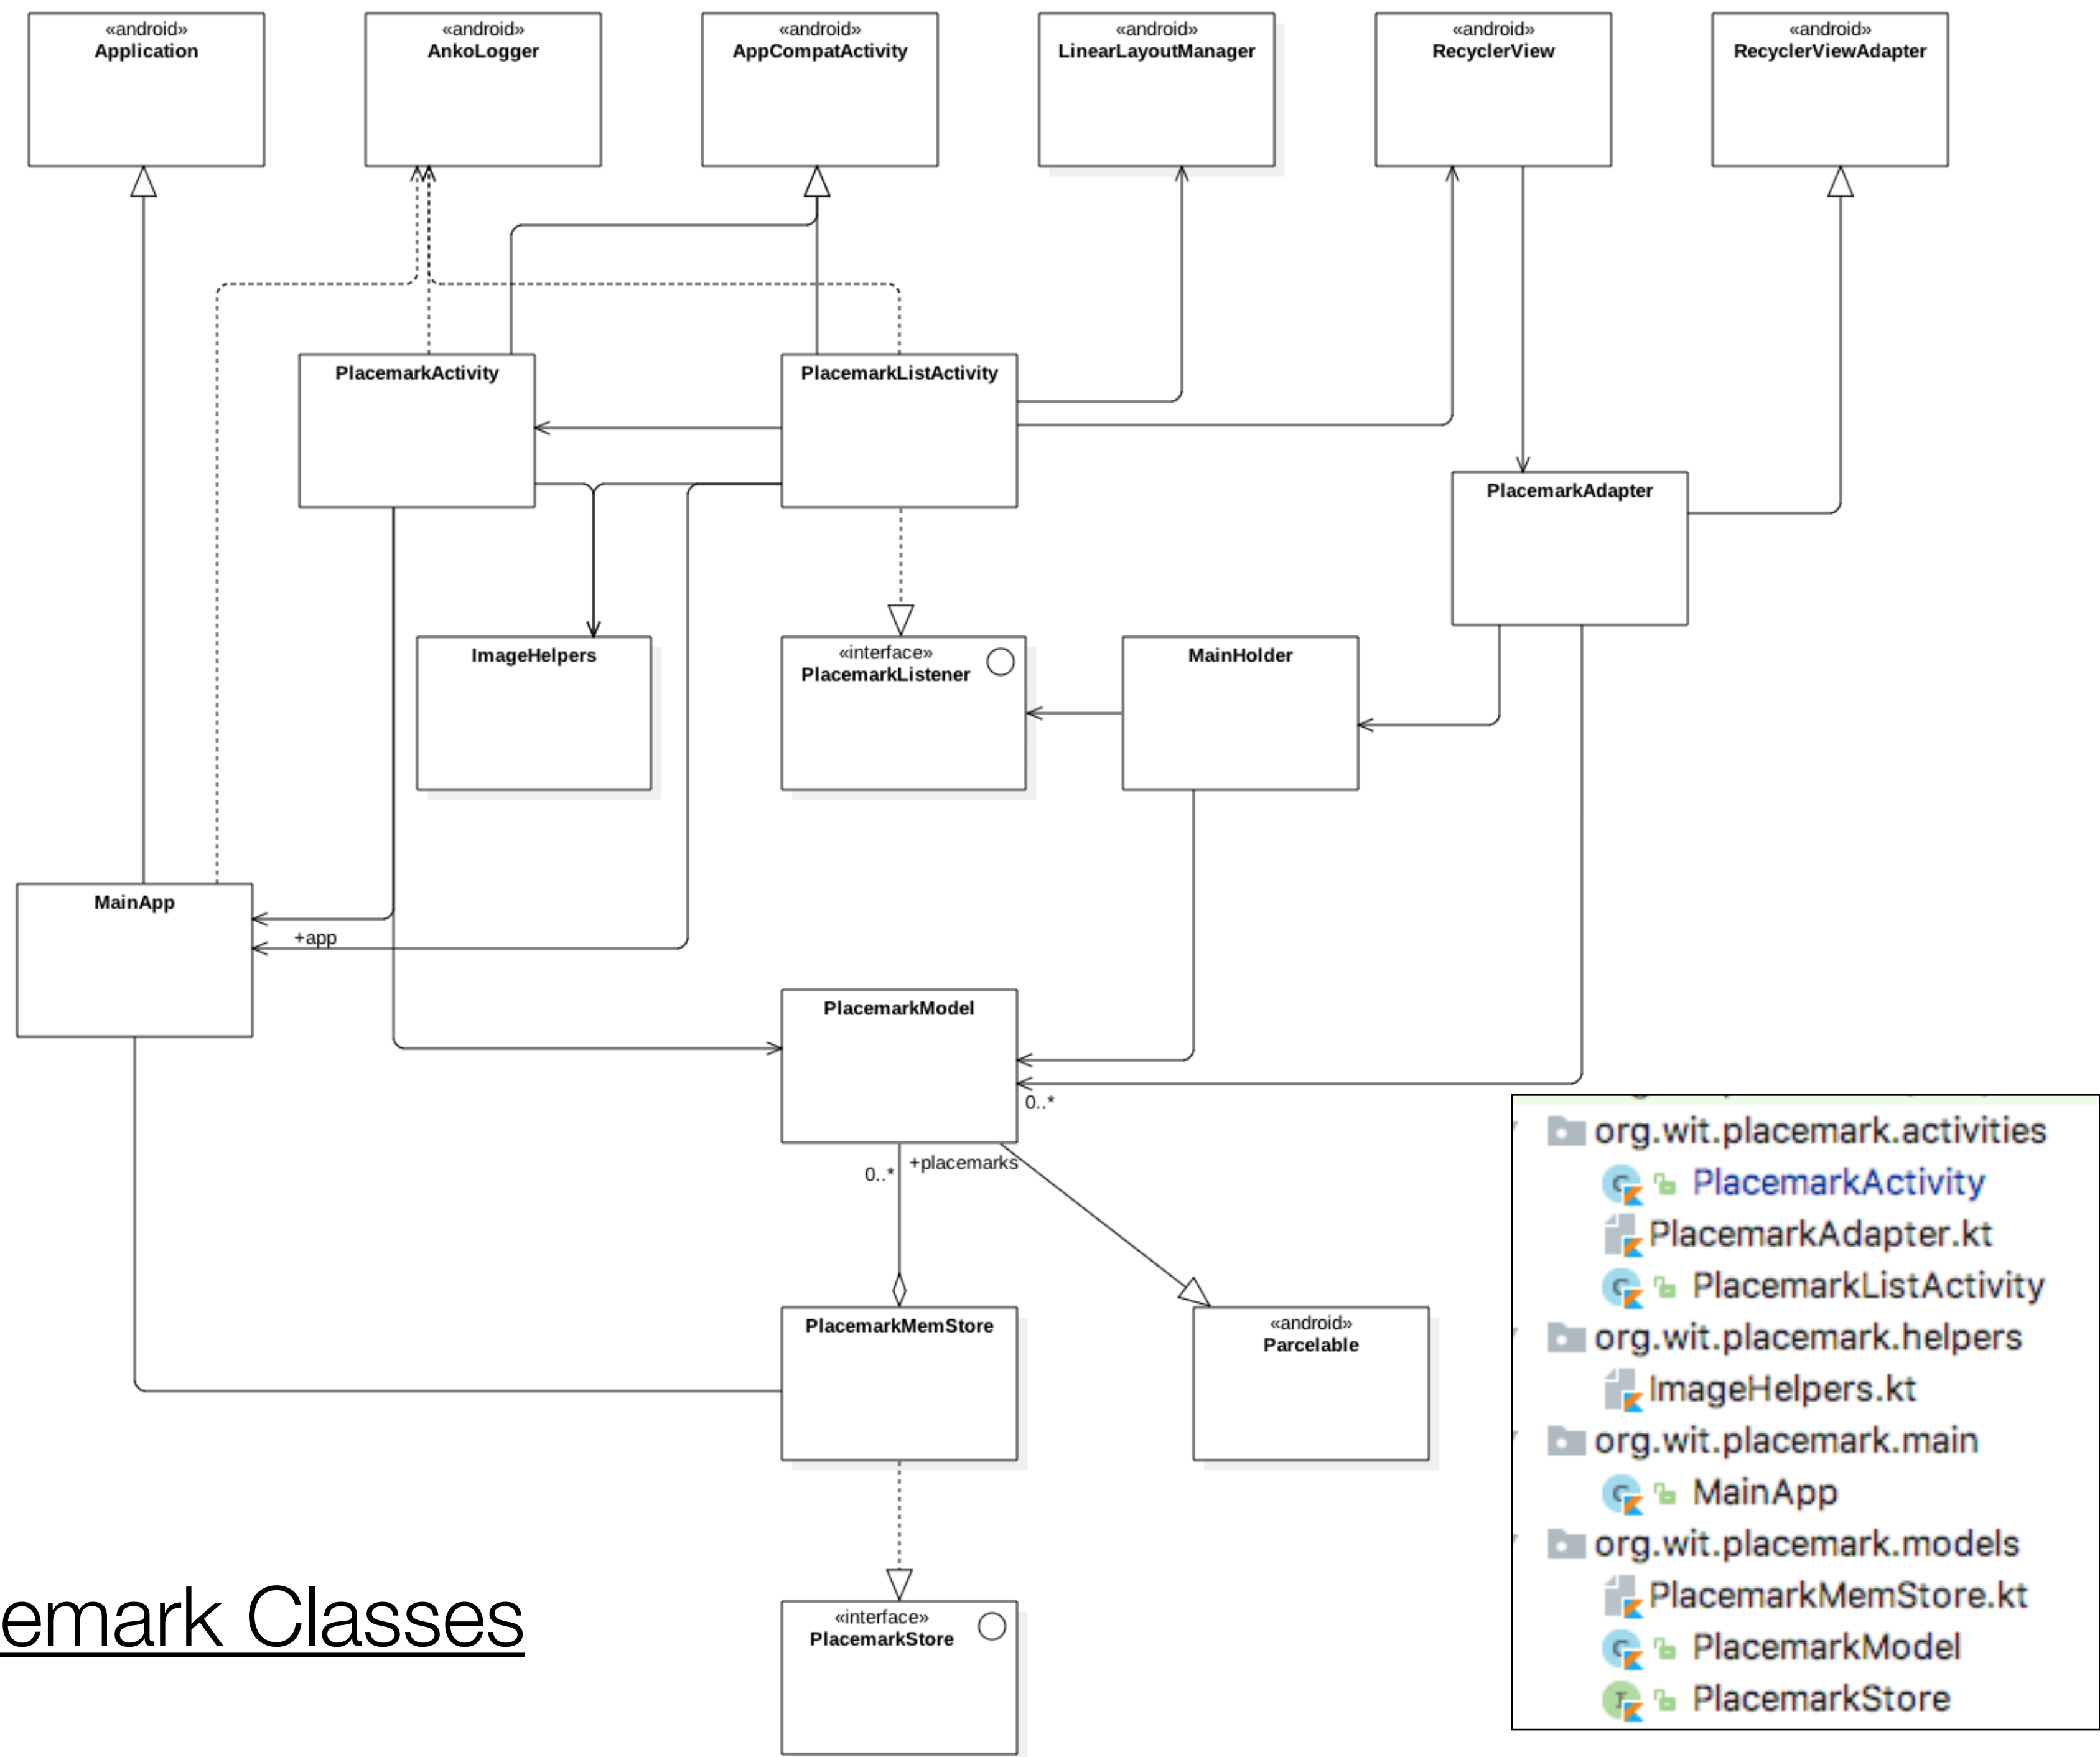 «android»
Application
«android»
AnkoLogger
«android»
AppCompatActivity
«android»
LinearLayoutManager
«android»
RecyclerView
«android»
RecyclerViewAdapter
PlacemarkActivity
PlacemarkListActivity
PlacemarkAdapter
ImageHelpers
«interface»
PlacemarkListener
MainHolder
MainApp
+app
PlacemarkModel
0..*
0..*
+placemarks
PlacemarkMemStore
«android»
Parcelable
«interface»
PlacemarkStore
emark Classes
org.wit.placemark.activities
PlacemarkActivity
PlacemarkAdapter.kt
PlacemarkListActivity
org.wit.placemark.helpers
ImageHelpers.kt
org.wit.placemark.main
MainApp
org.wit.placemark.models
PlacemarkMemStore.kt
PlacemarkModel
PlacemarkStore